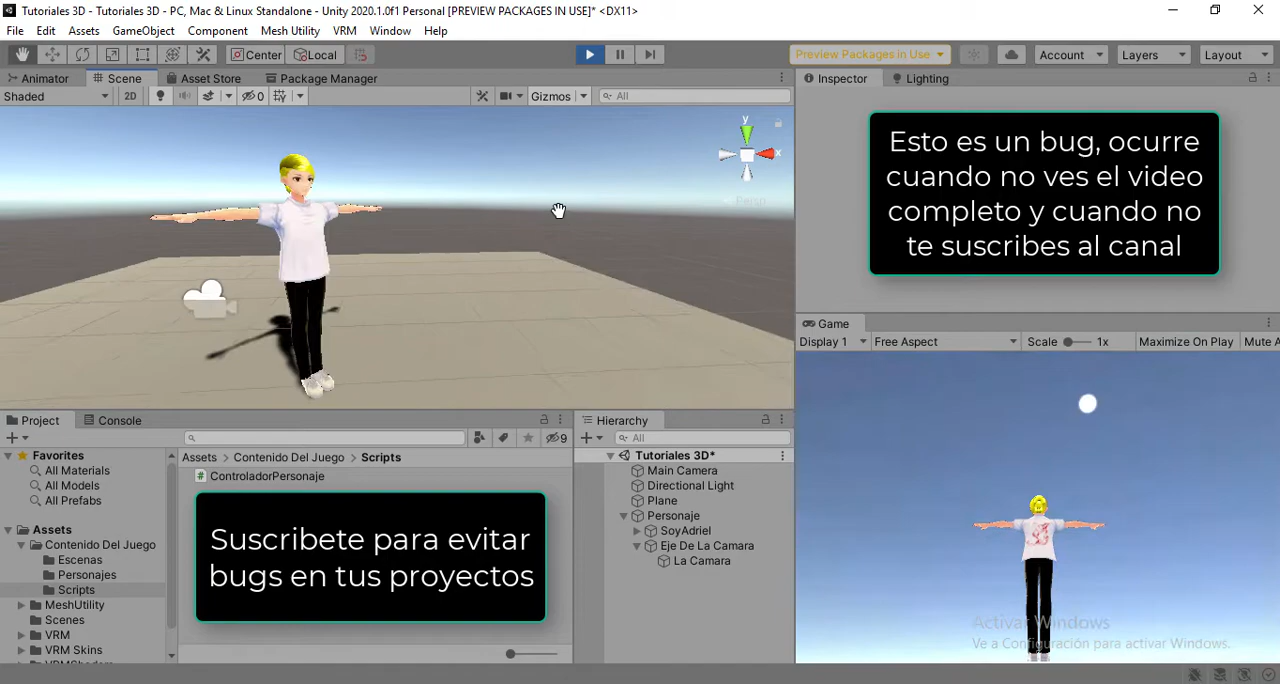 Tutoriales 3D - Tutoriales 3D - PC, Mac & Linux Standalone - Unity 2020.1.0f1 Personal [PREVIEW PACKAGES IN USE]* <DX11>
File Edit Assets GameObject Component Mesh Utility VRM Window Help
Center Local Preview Packages in Use Account Layers Layout
Animator Scene Asset Store Package Manager Inspector Lighting
Shaded 2D 0 Gizmos All
y
x
Persp
Esto es un bug, ocurre
cuando no ves el video
completo y cuando no
te suscribes al canal
Game
Display 1 Free Aspect Scale 1x Maximize On Play Mute A
Project Console
9
Favorites
All Materials
All Models
All Prefabs
Assets
Contenido Del Juego
Escenas
Personajes
Scripts
MeshUtility
Scenes
VRM
VRM Skins
VRMShaders
Assets > Contenido Del Juego > Scripts
ControladorPersonaje
Suscribete para evitar
bugs en tus proyectos
Hierarchy
All
Tutoriales 3D*
Main Camera
Directional Light
Plane
Personaje
SoyAdriel
Eje De La Camara
La Camara
Activar Windows
Ve a Configuración para activar Windows.